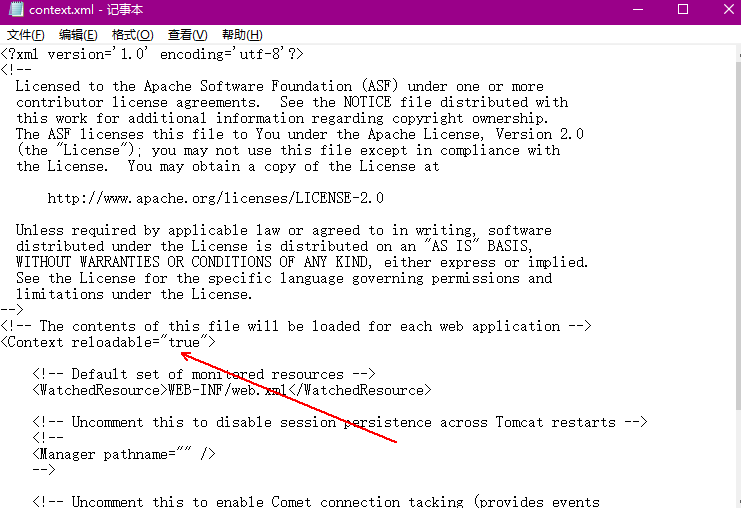 context.xml - 记事本
文件(F) 编辑(E) 格式(O) 查看(V) 帮助(H)
<?xml version='1.0' encoding='utf-8'?>
<!--
  Licensed to the Apache Software Foundation (ASF) under one or more
  contributor license agreements.  See the NOTICE file distributed with
  this work for additional information regarding copyright ownership.
  The ASF licenses this file to You under the Apache License, Version 2.0
  (the "License"); you may not use this file except in compliance with
  the License.  You may obtain a copy of the License at

      http://www.apache.org/licenses/LICENSE-2.0

  Unless required by applicable law or agreed to in writing, software
  distributed under the License is distributed on an "AS IS" BASIS,
  WITHOUT WARRANTIES OR CONDITIONS OF ANY KIND, either express or implied.
  See the License for the specific language governing permissions and
  limitations under the License.
-->
<!-- The contents of this file will be loaded for each web application -->
<Context reloadable="true">

    <!-- Default set of monitored resources -->
    <WatchedResource>WEB-INF/web.xml</WatchedResource>

    <!-- Uncomment this to disable session persistence across Tomcat restarts -->
    <!--
    <Manager pathname="" />
    -->

    <!-- Uncomment this to enable Comet connection tacking (provides events